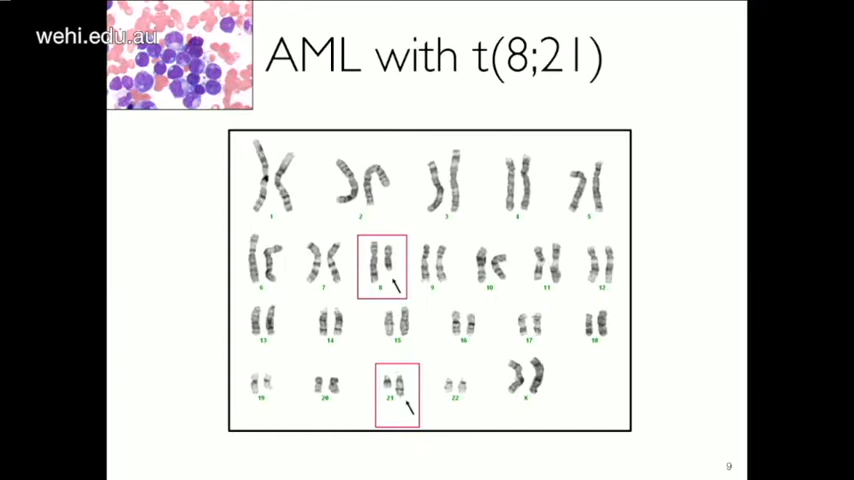 wehi.edu.au
AML with t(8;21)
1 2 3 4 5
6 7 8 9 10 11 12
13 14 15 16 17 18
19 20 21 22 X
9